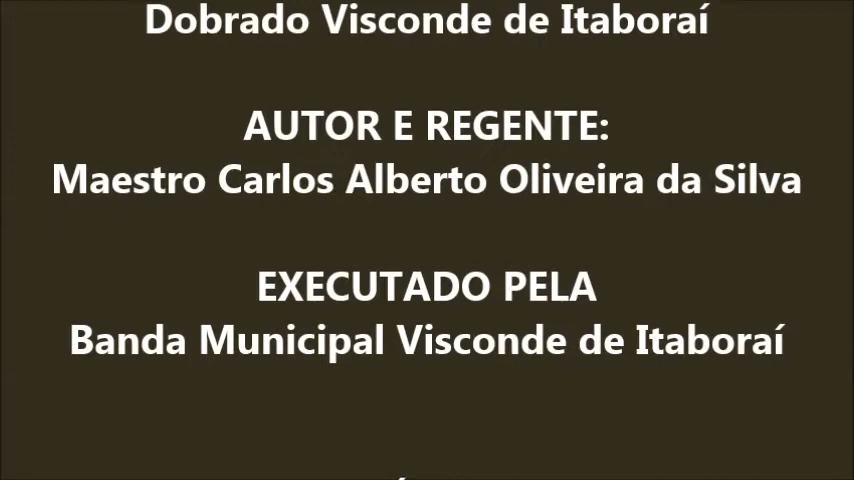 Dobrado Visconde de Itaboraí
AUTOR E REGENTE:
Maestro Carlos Alberto Oliveira da Silva
EXECUTADO PELA
Banda Municipal Visconde de Itaboraí